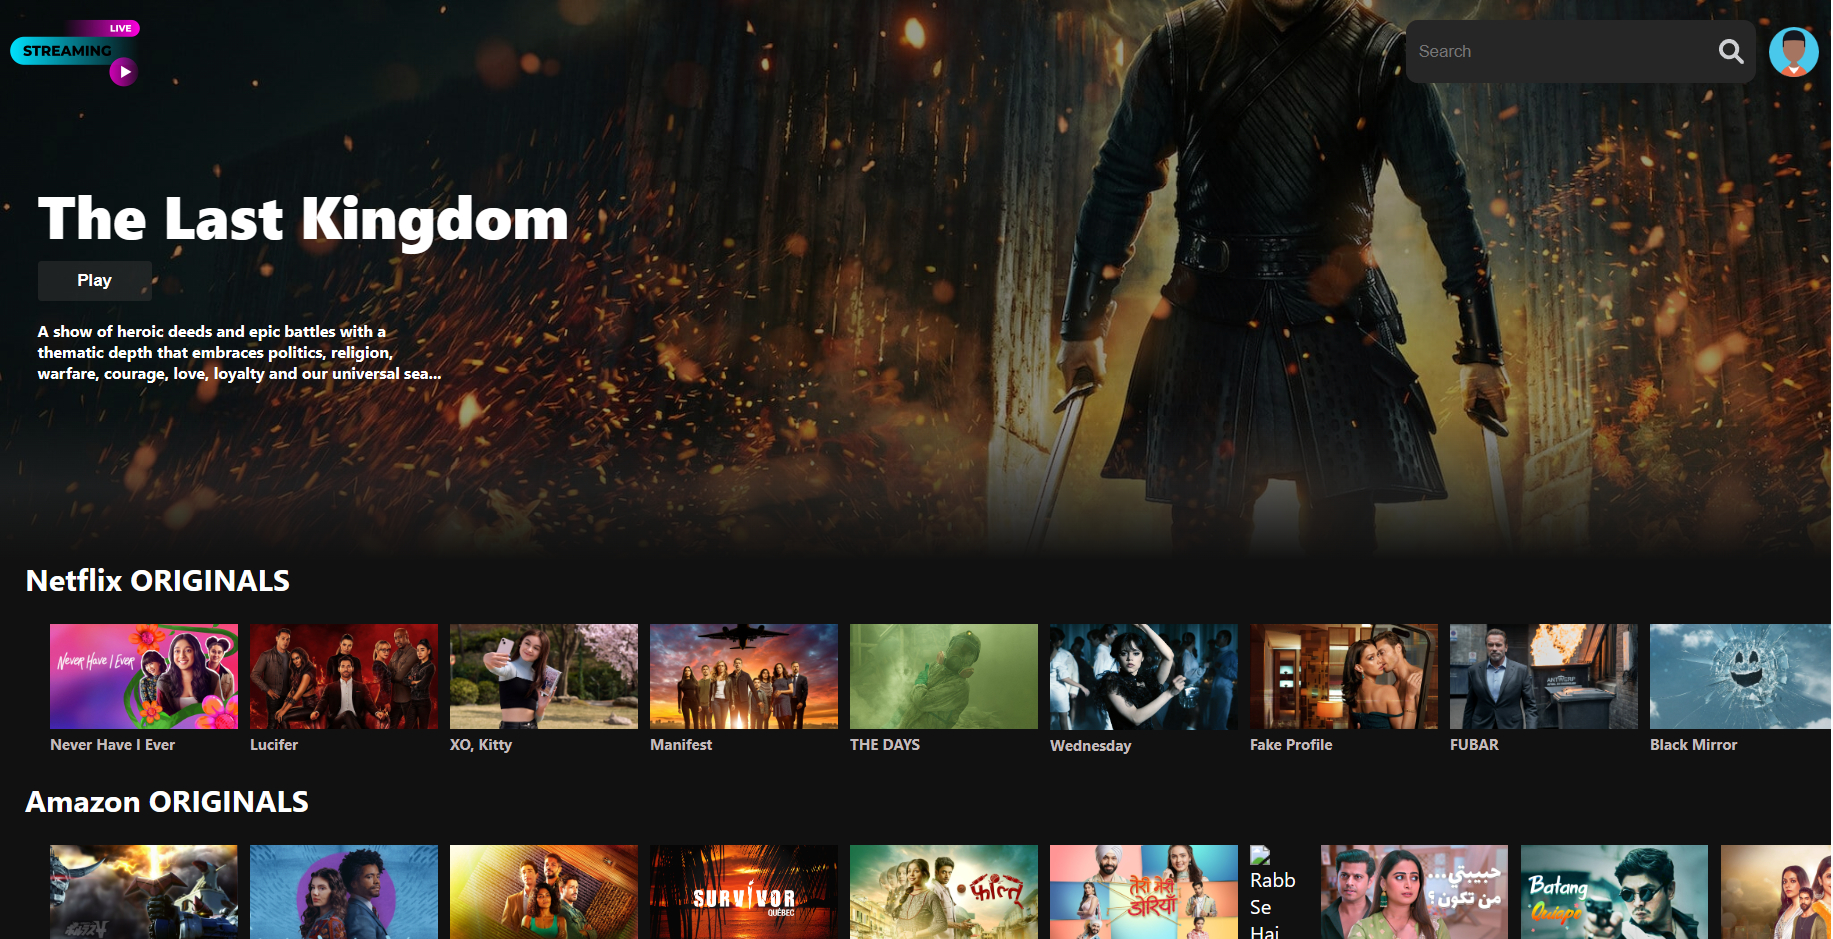 LIVE
STREAMING
Search
The Last Kingdom
Play
A show of heroic deeds and epic battles with a
thematic depth that embraces politics, religion,
warfare, courage, love, loyalty and our universal sea...
Netflix ORIGINALS
Never Have I Ever
ANTWERP
Never Have I Ever
Lucifer
XO, Kitty
Manifest
THE DAYS
Wednesday
Fake Profile
FUBAR
Black Mirror
Amazon ORIGINALS
SURVIVOR
QUÉBEC
फ़ालतू
तेरी मेरी
डोरियाँ
Rabb
Se
Hai
حبيبتي...
من تكون؟
Batang
Quiapo